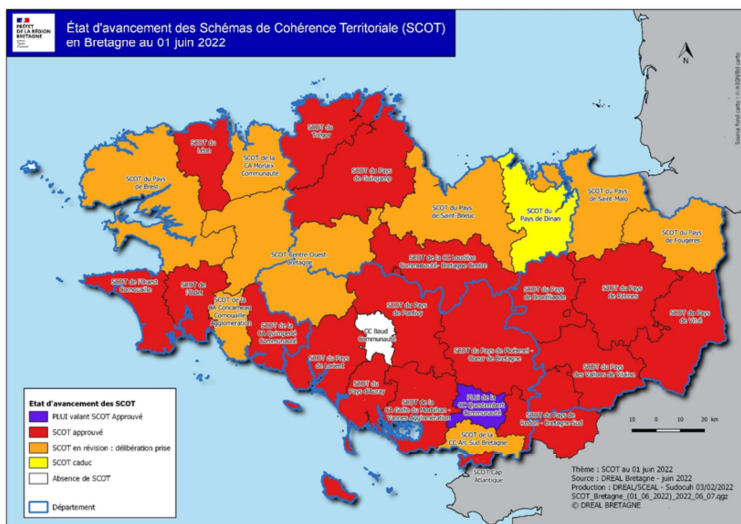 PRÉFET
DE LA RÉGION
BRETAGNE
État d'avancement des Schémas de Cohérence Territoriale (SCOT)
en Bretagne au 01 juin 2022
N
SCOT du
Léon
SCOT de la
CA Morlaix
Communauté
SCOT du
Trégor
SCOT du Pays
de Guingamp
SCOT du Pays
de Brest
SCOT du Pays
de Saint-Brieuc
SCOT du
Pays de Dinan
SCOT du Pays
de Saint-Malo
SCOT du Pays
de Fougères
SCOT Centre Ouest
Bretagne
SCOT de la CC Loudéac
Communauté- Bretagne Centre
SCOT de l'Ouest
Cornouaille
SCOT de
l'Odet
SCOT de la
CA Concarneau
Cornouaille
Agglomération
SCOT de la
CA Quimperlé
Communauté
SCOT du Pays
de Pontivy
CC Baud
Communauté
SCOT du Pays
de Brocéliande
SCOT du Pays
de Rennes
SCOT du Pays
de Vitré
SCOT du Pays
de Lorient
SCOT du Pays de Ploërmel -
Coeur de Bretagne
SCOT du Pays
des Vallons de Vilaine
SCOT du
Pays d'Auray
SCOT de la
CA Golfe du Morbihan -
Vannes Agglomération
PLUi de la
CC Questembert
Communauté
SCOT du Pays de
Redon - Bretagne Sud
SCOT de la
CC Arc Sud Bretagne
SCOT Cap
Atlantique
Etat d'avancement des SCOT
PLUI valant SCOT Approuvé
SCOT approuvé
SCOT en révision : délibération prise
SCOT caduc
Absence de SCOT
Département
10 0 10 20 km
Thème : SCOT au 01 juin 2022
Source : DREAL Bretagne - juin 2022
Production : DREAL/SCEAL - Sudocuh 03/02/2022
SCOT_Bretagne_(01_06_2022)_2022_06_07.qgz
© DREAL BRETAGNE